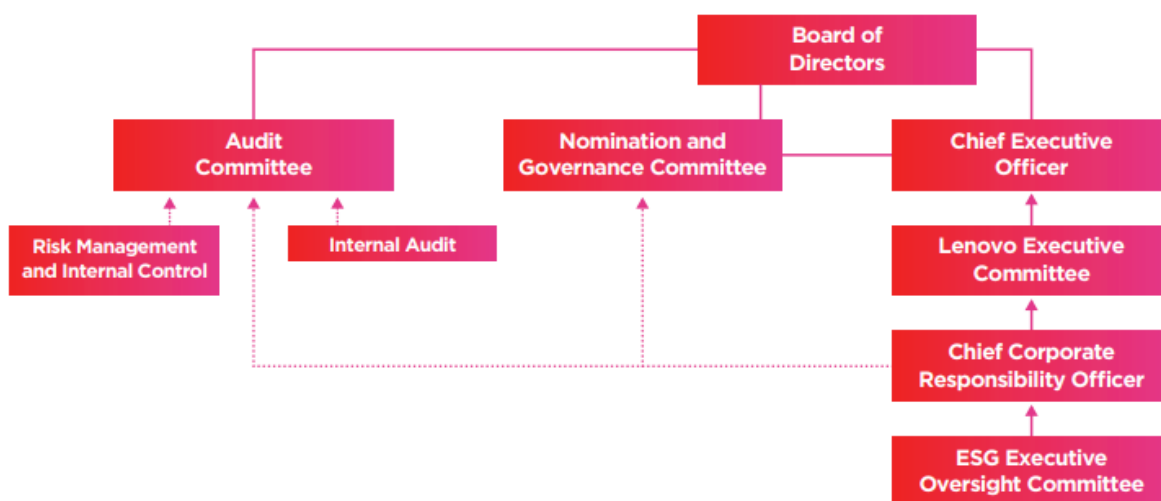 Board of
Directors
Audit
Committee
Nomination and
Governance Committee
Chief Executive
Officer
Risk Management
and Internal Control
Internal Audit
Lenovo Executive
Committee
Chief Corporate
Responsibility Officer
ESG Executive
Oversight Committee